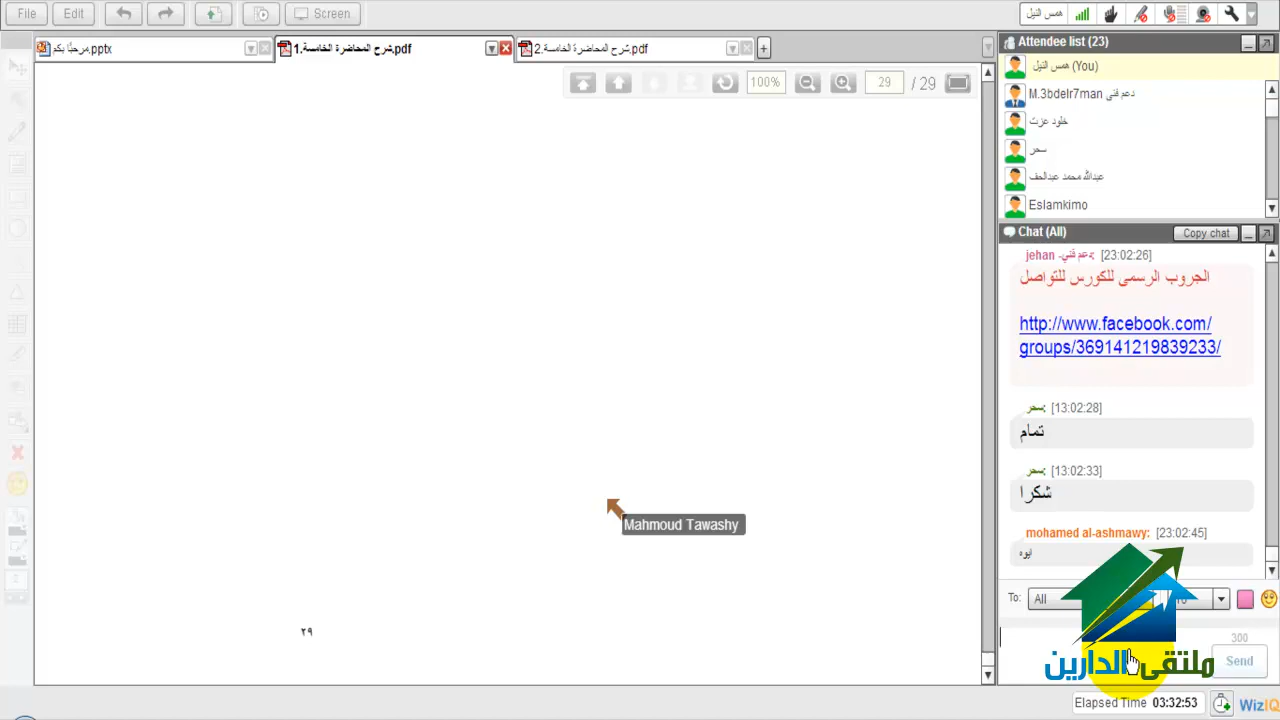 File
Edit
Screen
همس النيل
مرحبًا بكم.pptx
1.شرح المحاضرة الخامسة.pdf
2.شرح المحاضرة الخامسة.pdf
100%
29
/ 29
Attendee list (23)
همس النيل (You)
M.3bdelr7man دعم فنى
خلود عزت
سحر
عبدالله محمد عبدالحف
Eslamkimo
Chat (All)
Copy chat
jehan دعم فني-: [23:02:26]
الجروب الرسمى للكورس للتواصل
http://www.facebook.com/
groups/369141219839233/
سحر: [13:02:28]
تمام
سحر: [13:02:33]
شكرا
mohamed al-ashmawy: [23:02:45]
ايوه
Mahmoud Tawashy
To:
All
300
Send
ملتقى الدارين
٢٩
Elapsed Time 03:32:53
WizIQ